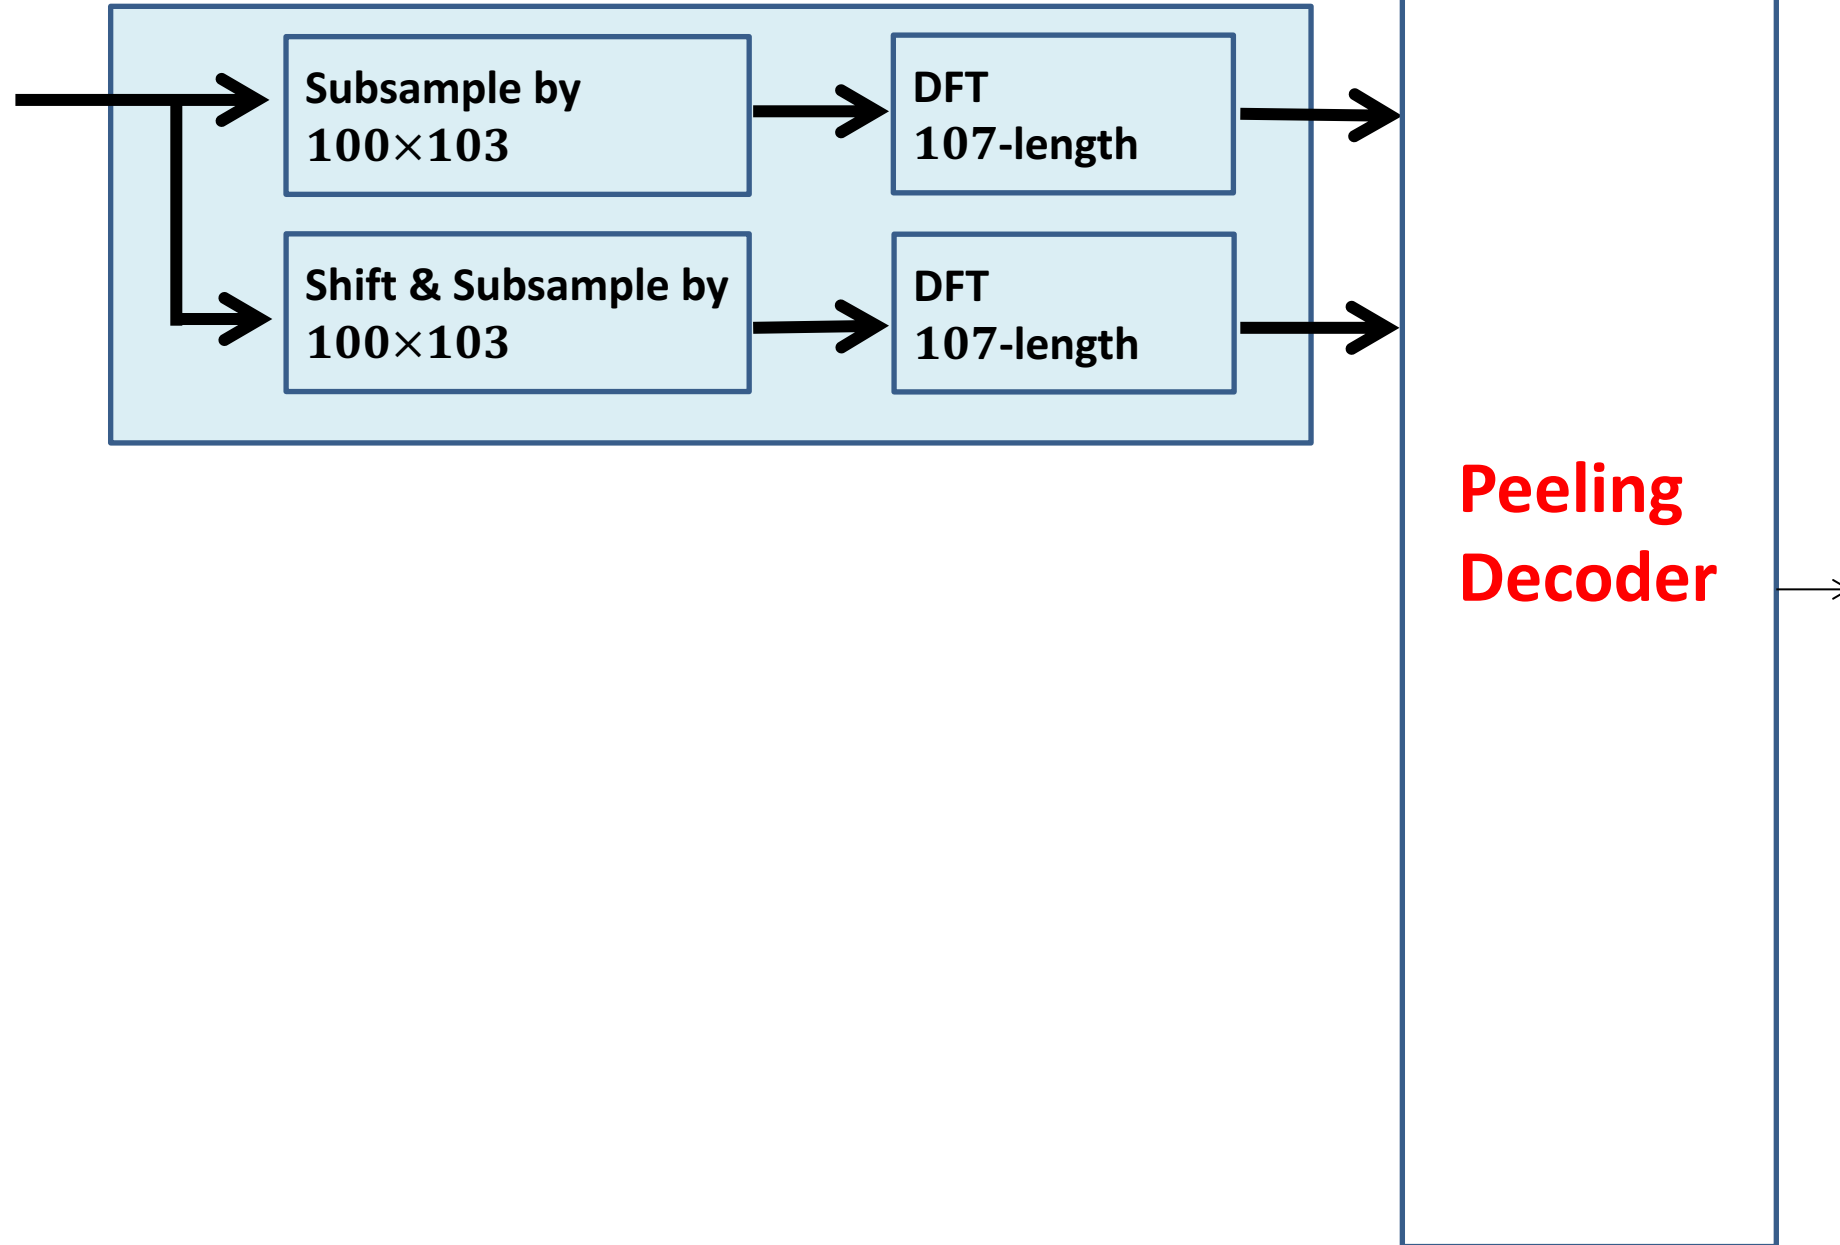 Subsample by
100×103
DFT
107-length
Shift & Subsample by
100×103
DFT
107-length
Peeling
Decoder